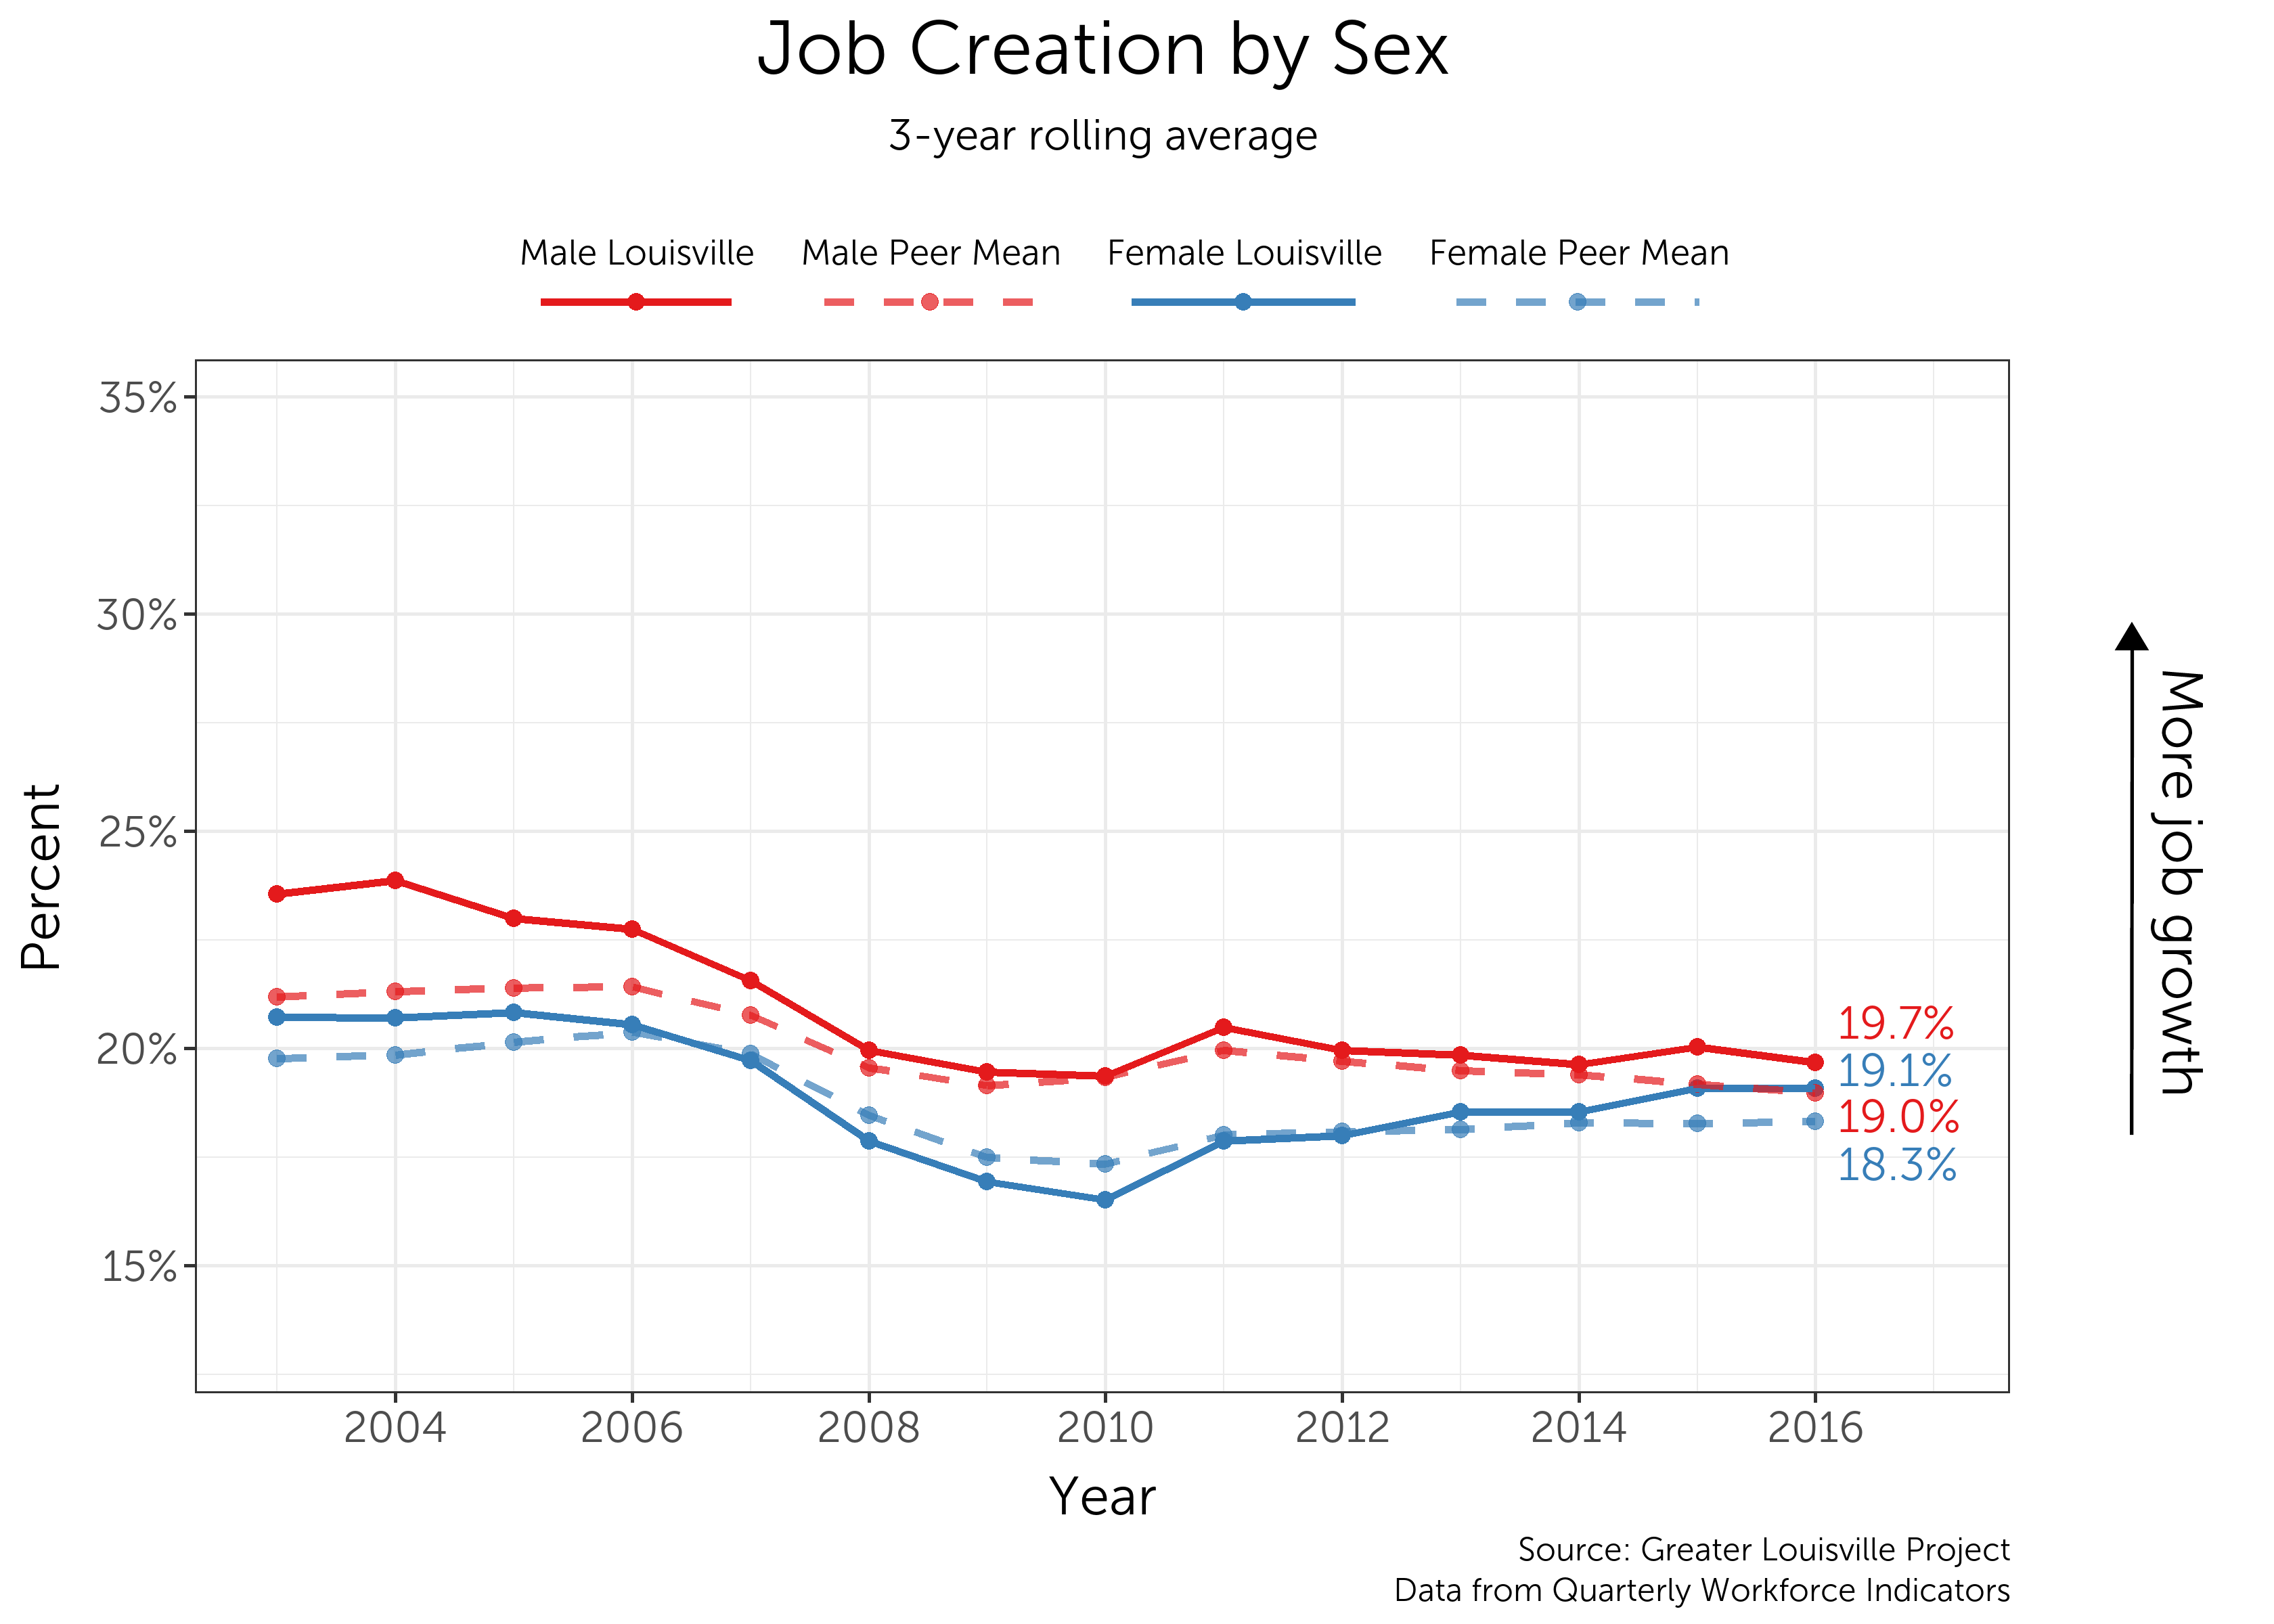 Job Creation by Sex
3-year rolling average
Male Louisville
Male Peer Mean
Female Louisville
Female Peer Mean
35%
30%
25%
20%
15%
Percent
19.7%
19.1%
19.0%
18.3%
More job growth
2004
2006
2008
2010
2012
2014
2016
Year
Source: Greater Louisville Project
Data from Quarterly Workforce Indicators